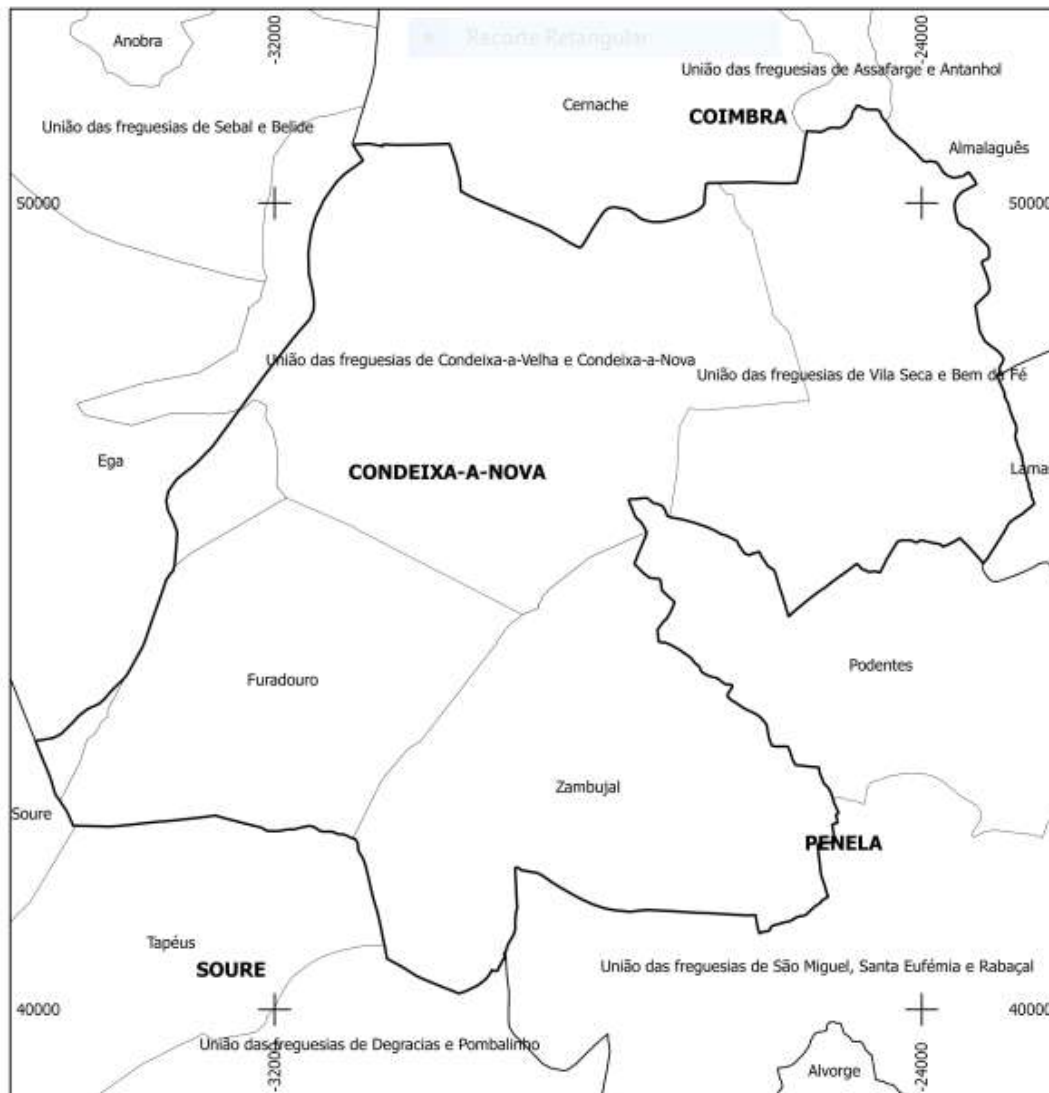 Anobra
-32000
Recorte Retangular
-24000
União das freguesias de Assafarge e Antanhol
Cernache
COIMBRA
União das freguesias de Sebal e Belide
Almalaguês
50000
50000
União das freguesias de Condeixa-a-Velha e Condeixa-a-Nova
União das freguesias de Vila Seca e Bem da Fé
Ega
CONDEIXA-A-NOVA
Lamar
Podentes
Furadouro
Zambujal
Soure
PENELA
Tapéus
SOURE
União das freguesias de São Miguel, Santa Eufémia e Rabaçal
40000
40000
União das freguesias de Degracias e Pombalinho
-32000
Alvorge
-24000